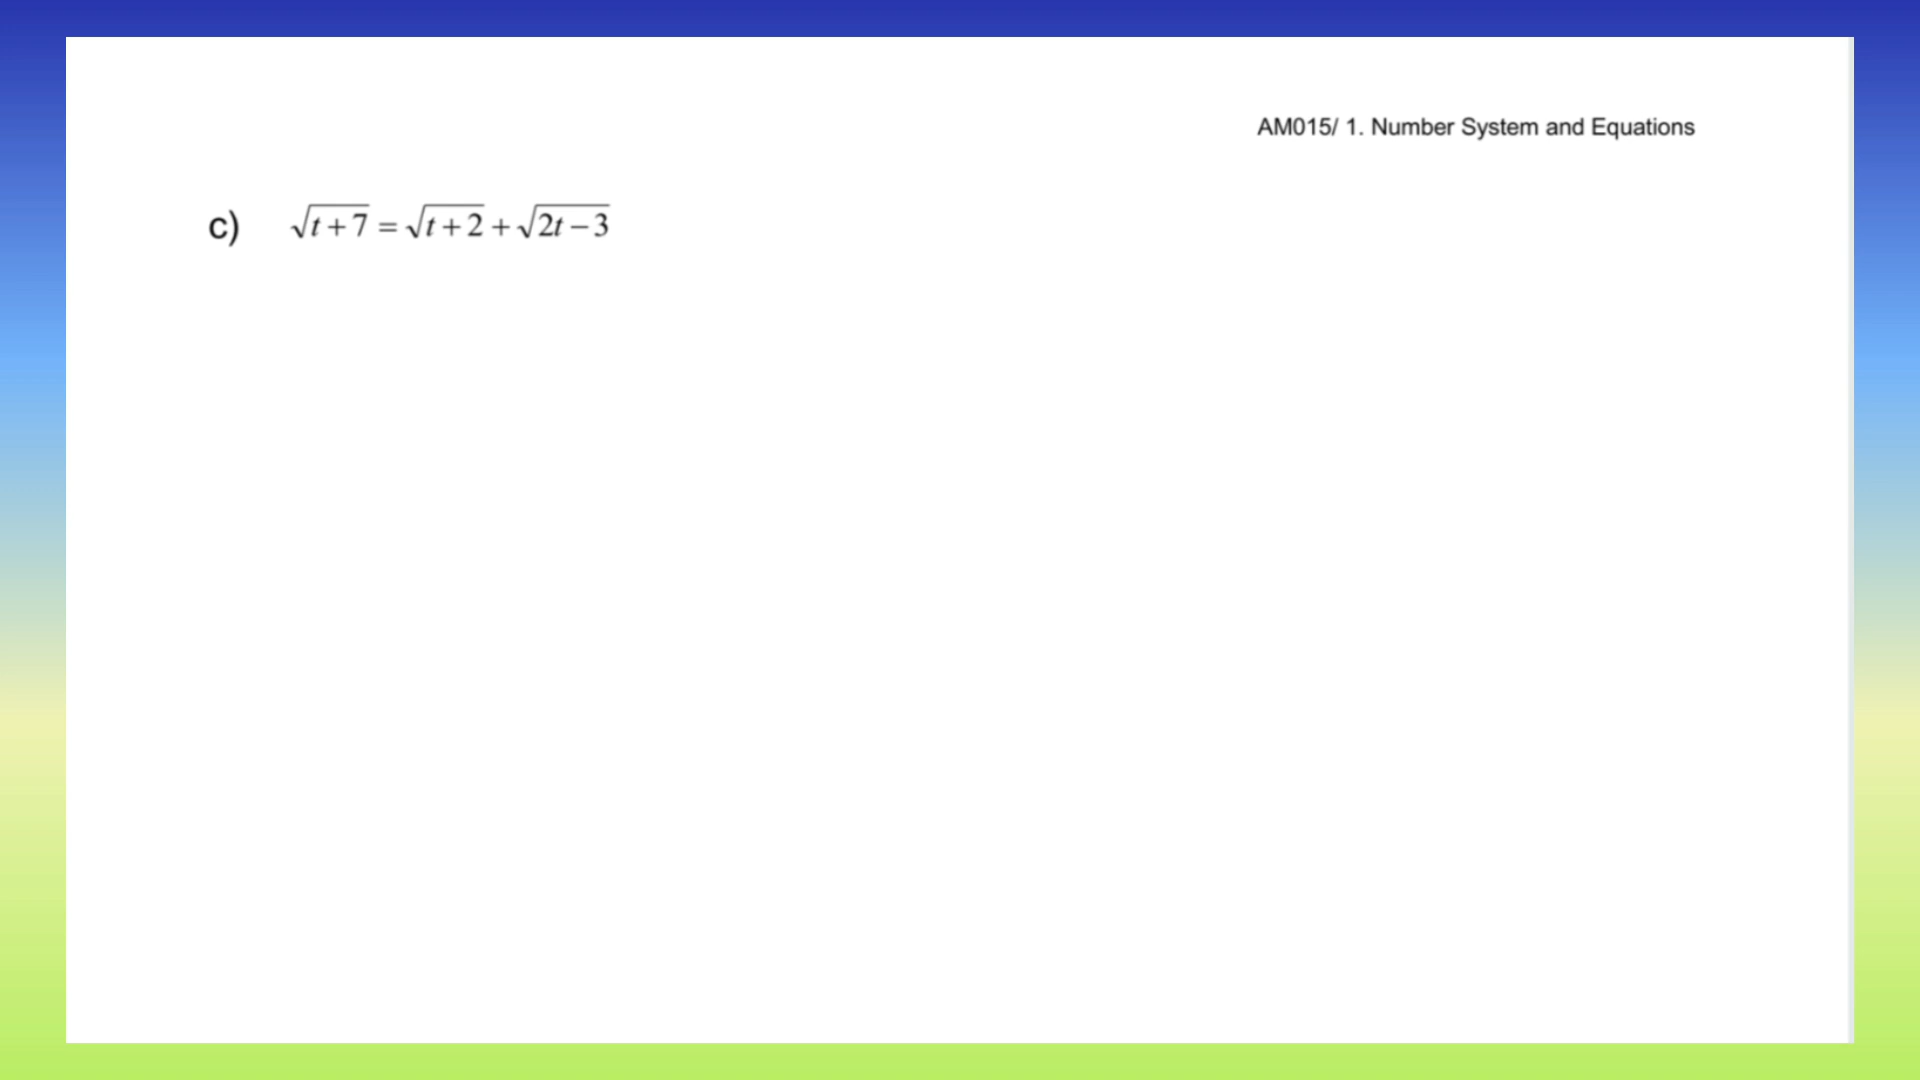 AM015/ 1. Number System and Equations
c) √(t+7) = √(t+2) + √(2t−3)